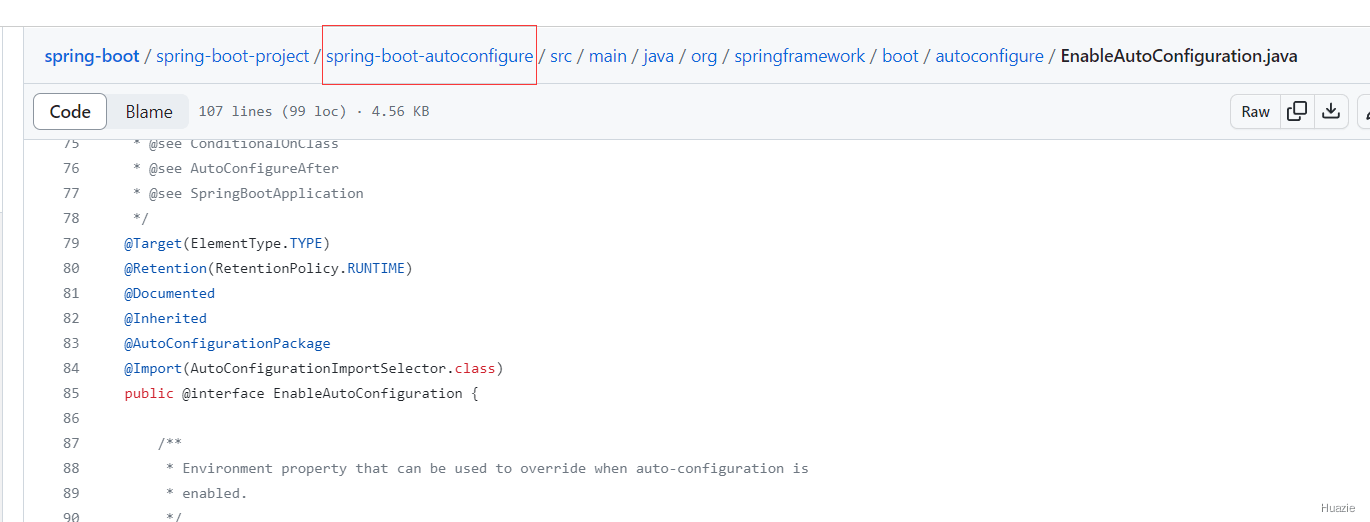 spring-boot / spring-boot-project / spring-boot-autoconfigure / src / main / java / org / springframework / boot / autoconfigure / EnableAutoConfiguration.java
Code Blame 107 lines (99 loc) · 4.56 KB Raw
75 * @see ConditionalOnClass
76 * @see AutoConfigureAfter
77 * @see SpringBootApplication
78 */
79 @Target(ElementType.TYPE)
80 @Retention(RetentionPolicy.RUNTIME)
81 @Documented
82 @Inherited
83 @AutoConfigurationPackage
84 @Import(AutoConfigurationImportSelector.class)
85 public @interface EnableAutoConfiguration {
86
87 /**
88 * Environment property that can be used to override when auto-configuration is
89 * enabled.
90 */
Huazie